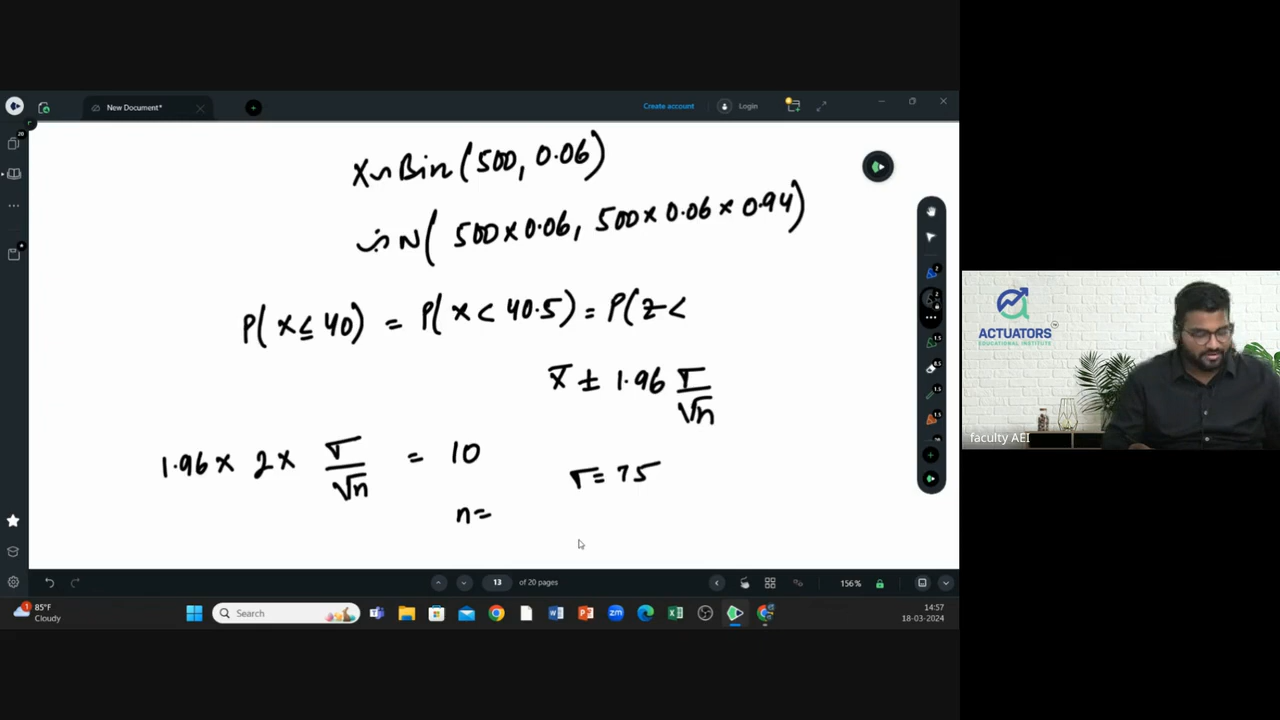 New Document*
Create account
Login
X ~ Bin(500, 0.06)
∻ N(500 × 0.06, 500 × 0.06 × 0.94)
P(X ≤ 40) = P(X < 40.5) = P(Z <
X̄ ± 1.96 σ/√n
1.96 × 2 × σ/√n = 10
σ = 75
n =
ACTUATORS
EDUCATIONAL INSTITUTE
faculty AEI
13 of 20 pages
156%
85°F
Cloudy
Search
14:57
18-03-2024